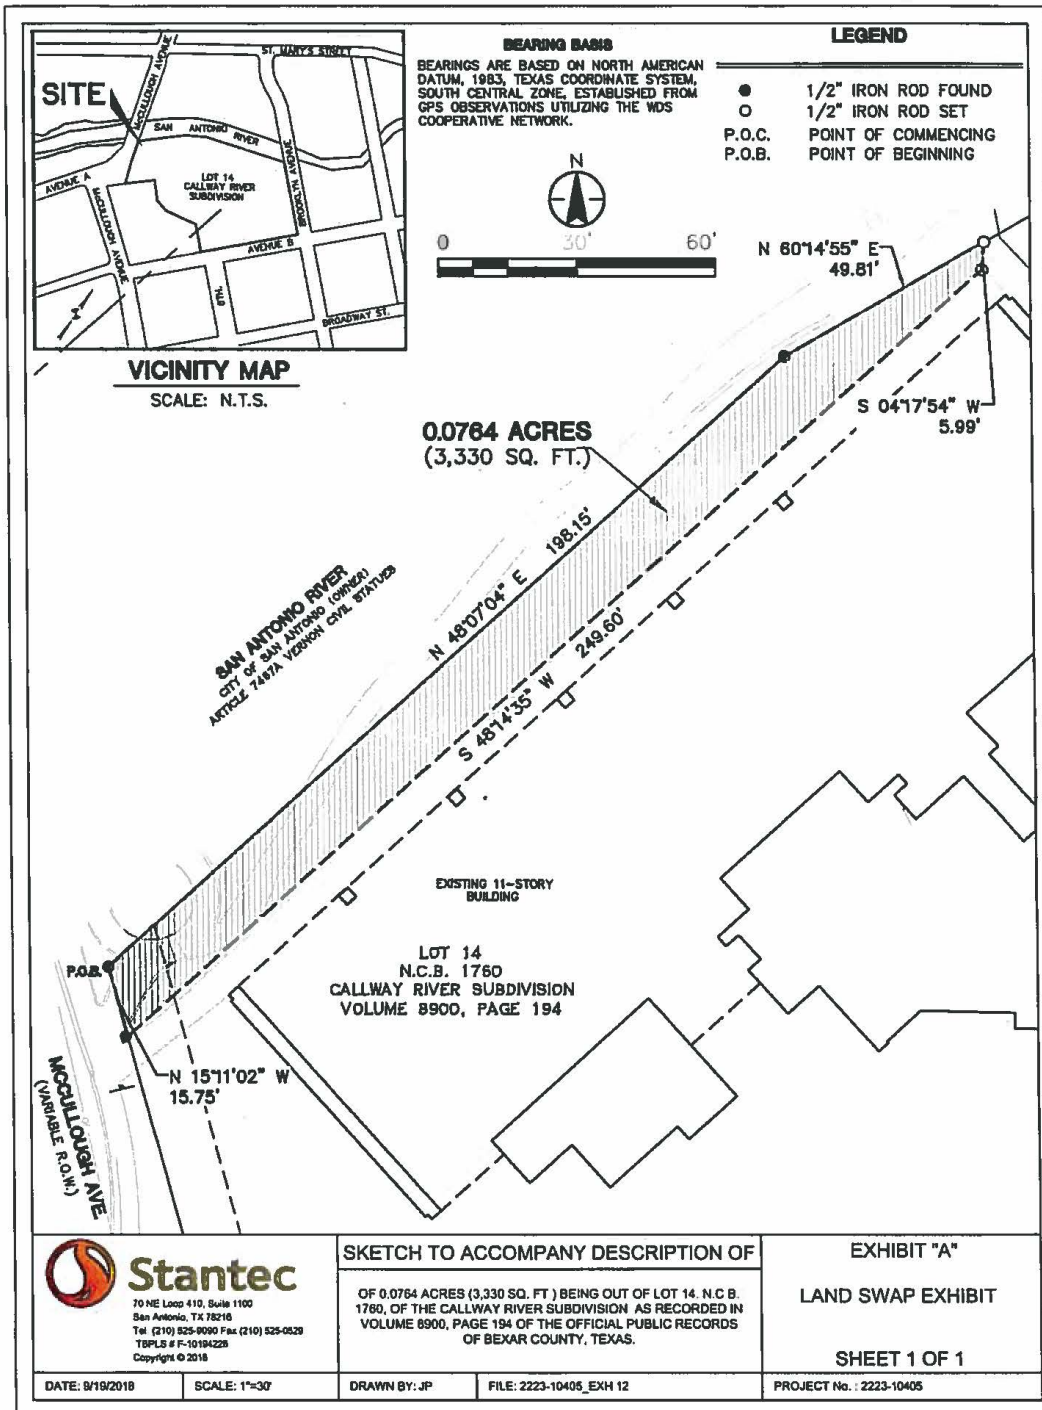 ST. MARY'S STREET
MCCULLOUGH AVENUE
SITE
SAN ANTONIO RIVER
BROOKLYN AVENUE
AVENUE A
LOT 14
CALLWAY RIVER
SUBDIVISION
MCCULLOUGH AVENUE
AVENUE B
8TH.
BROADWAY ST.
N
VICINITY MAP
SCALE: N.T.S.
BEARING BASIS
BEARINGS ARE BASED ON NORTH AMERICAN
DATUM, 1983, TEXAS COORDINATE SYSTEM,
SOUTH CENTRAL ZONE, ESTABLISHED FROM
GPS OBSERVATIONS UTILIZING THE WDS
COOPERATIVE NETWORK.
LEGEND
1/2" IRON ROD FOUND
1/2" IRON ROD SET
P.O.C. POINT OF COMMENCING
P.O.B. POINT OF BEGINNING
N
0 30' 60'
N 60°14'55" E
49.81'
S 04°17'54" W
5.99'
0.0764 ACRES
(3,330 SQ. FT.)
N 48°07'04" E 198.15'
S 48°14'35" W 249.60'
SAN ANTONIO RIVER
CITY OF SAN ANTONIO (OWNER)
ARTICLE 7467A VERNON CIVIL STATUES
EXISTING 11-STORY
BUILDING
LOT 14
N.C.B. 1760
CALLWAY RIVER SUBDIVISION
VOLUME 8900, PAGE 194
P.O.B.
N 15°11'02" W
15.75'
MCCULLOUGH AVE.
(VARIABLE R.O.W.)
Stantec
70 NE Loop 410, Suite 1100
San Antonio, TX 78216
Tel. (210) 525-9090 Fax (210) 525-0529
TBPLS # F-10194228
Copyright © 2018
SKETCH TO ACCOMPANY DESCRIPTION OF
OF 0.0764 ACRES (3,330 SQ. FT ) BEING OUT OF LOT 14. N.C B.
1760, OF THE CALLWAY RIVER SUBDIVISION AS RECORDED IN
VOLUME 8900, PAGE 194 OF THE OFFICIAL PUBLIC RECORDS
OF BEXAR COUNTY, TEXAS.
EXHIBIT "A"
LAND SWAP EXHIBIT
SHEET 1 OF 1
DATE: 9/19/2018
SCALE: 1"=30'
DRAWN BY: JP
FILE: 2223-10405_EXH 12
PROJECT No. : 2223-10405